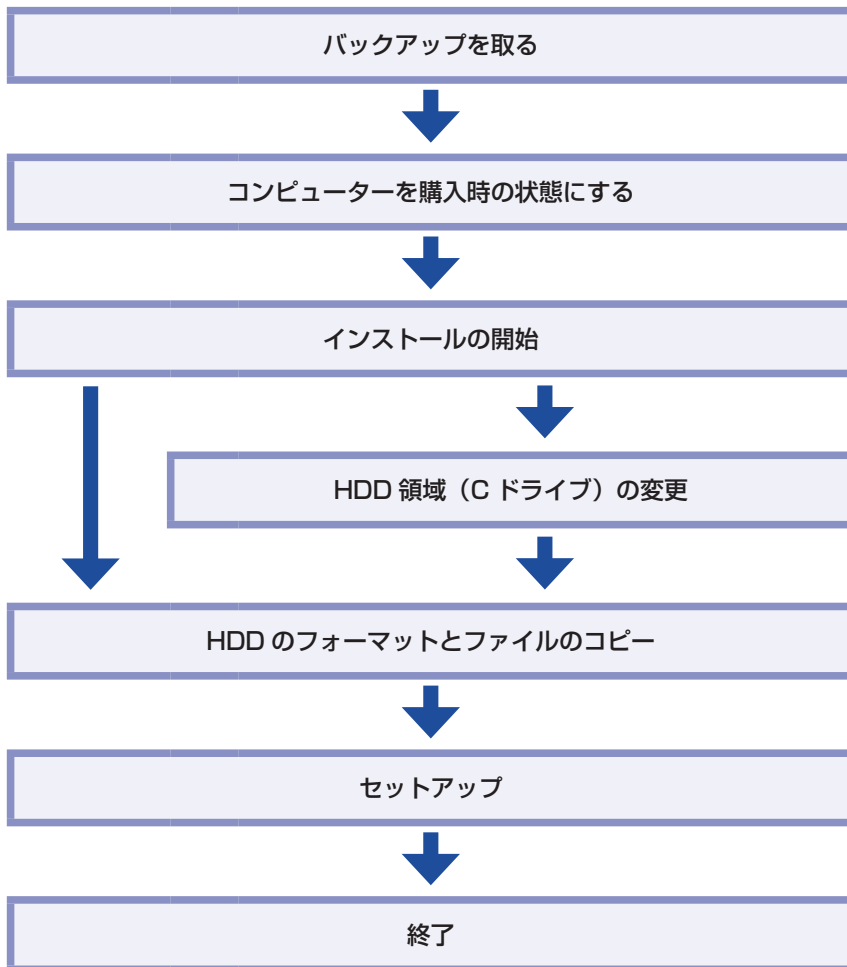 バックアップを取る
コンピューターを購入時の状態にする
インストールの開始
HDD 領域（C ドライブ）の変更
HDD のフォーマットとファイルのコピー
セットアップ
終了